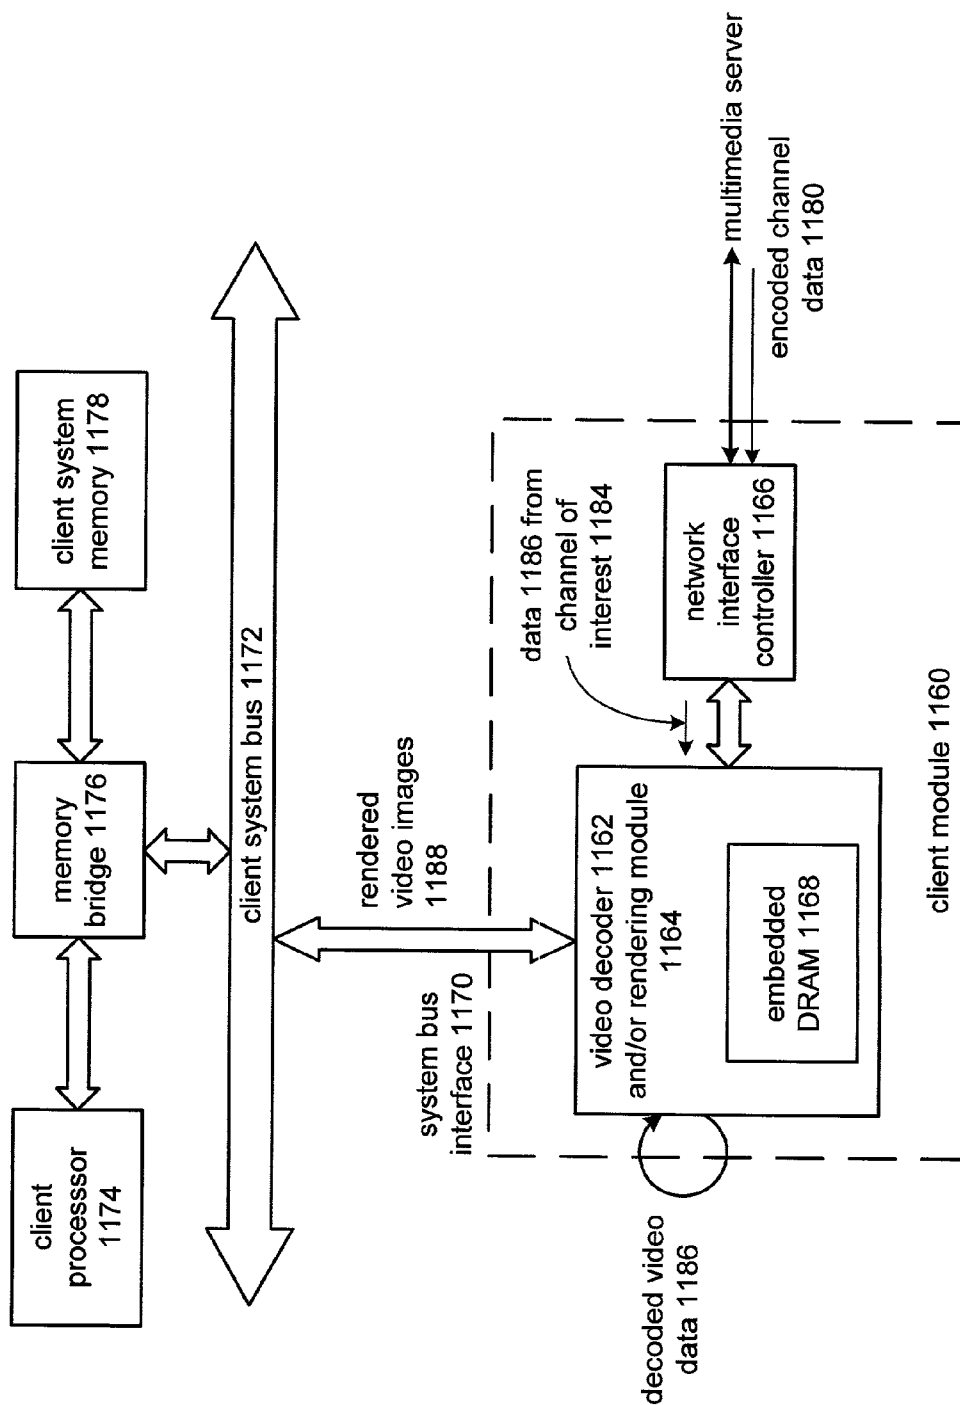 client
processsor
1174
memory
bridge 1176
client system
memory 1178
client system bus 1172
system bus
interface 1170
rendered
video images
1188
decoded video
data 1186
video decoder 1162
and/or rendering module
1164
embedded
DRAM 1168
data 1186 from
channel of
interest 1184
network
interface
controller 1166
multimedia server
encoded channel
data 1180
client module 1160